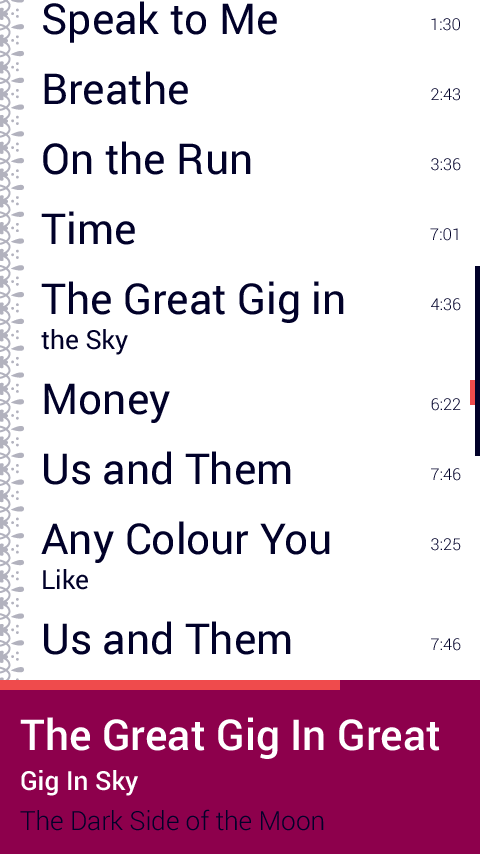 Speak to Me 1:30
Breathe 2:43
On the Run 3:36
Time 7:01
The Great Gig in 4:36
the Sky
Money 6:22
Us and Them 7:46
Any Colour You 3:25
Like
Us and Them 7:46
The Great Gig In Great
Gig In Sky
The Dark Side of the Moon